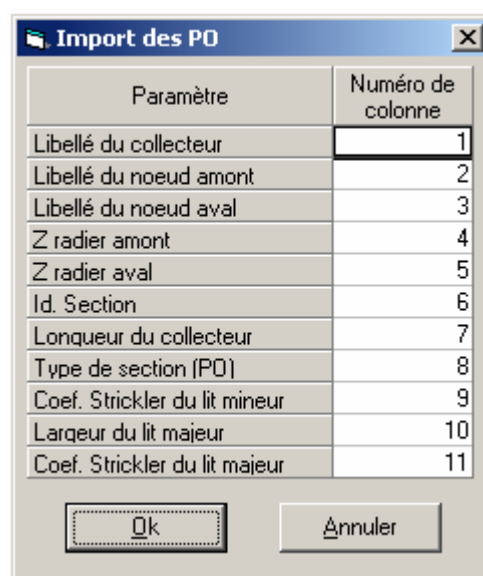 Import des PO
Paramètre
Numéro de
colonne
Libellé du collecteur 1
Libellé du noeud amont 2
Libellé du noeud aval 3
Z radier amont 4
Z radier aval 5
Id. Section 6
Longueur du collecteur 7
Type de section (PO) 8
Coef. Strickler du lit mineur 9
Largeur du lit majeur 10
Coef. Strickler du lit majeur 11
Ok Annuler